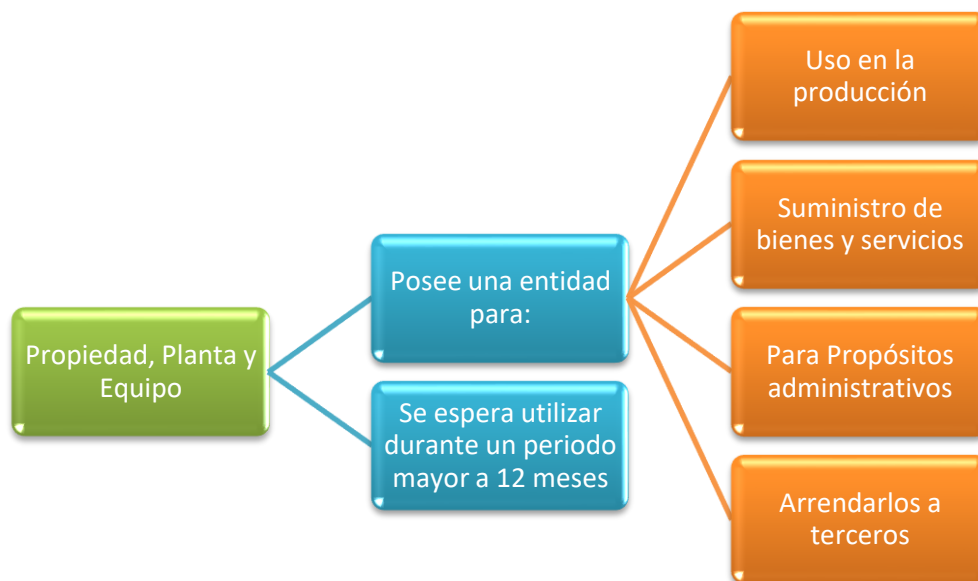 Propiedad, Planta y
Equipo
Posee una entidad
para:
Se espera utilizar
durante un periodo
mayor a 12 meses
Uso en la
producción
Suministro de
bienes y servicios
Para Propósitos
administrativos
Arrendarlos a
terceros